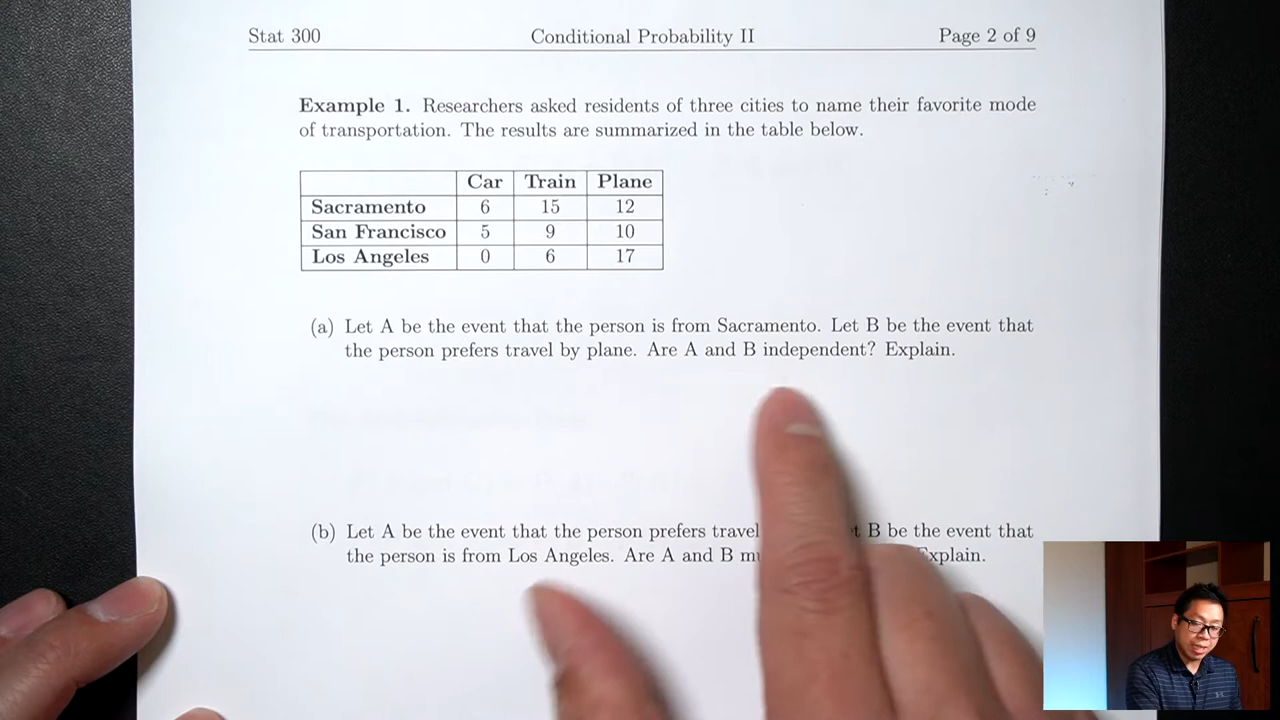 Stat 300 Conditional Probability II Page 2 of 9
Example 1. Researchers asked residents of three cities to name their favorite mode
of transportation. The results are summarized in the table below.
Car Train Plane
Sacramento 6 15 12
San Francisco 5 9 10
Los Angeles 0 6 17
(a) Let A be the event that the person is from Sacramento. Let B be the event that
the person prefers travel by plane. Are A and B independent? Explain.
(b) Let A be the event that the person prefers travel B be the event that
the person is from Los Angeles. Are A and B